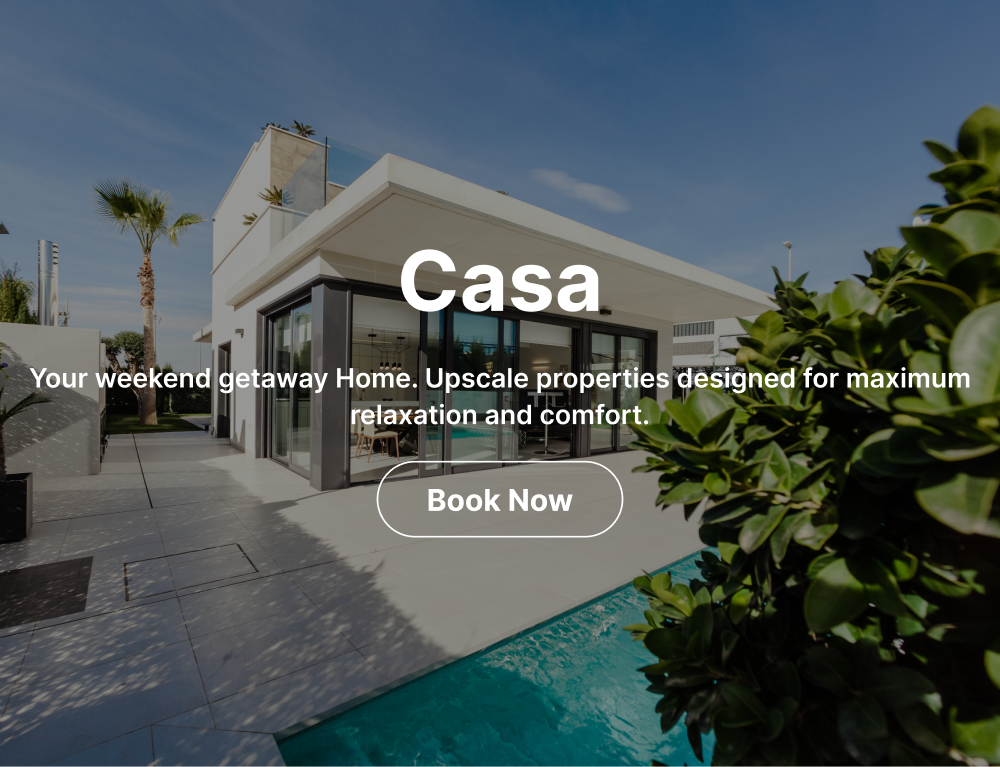 Casa
Your weekend getaway Home. Upscale properties designed for maximum
relaxation and comfort.
Book Now